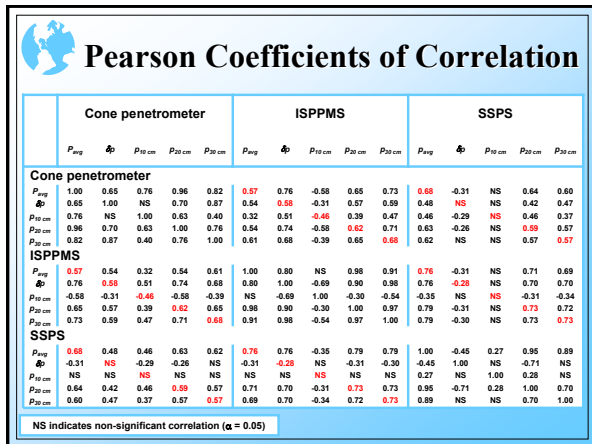 Pearson Coefficients of Correlation
Cone penetrometer ISPPMS SSPS
Pavg δp p10 cm p20 cm p30 cm Pavg δp p10 cm p20 cm p30 cm Pavg δp p10 cm p20 cm p30 cm
Cone penetrometer
Pavg 1.00 0.65 0.76 0.96 0.82 0.57 0.76 -0.58 0.65 0.73 0.68 -0.31 NS 0.64 0.60
δp 0.65 1.00 NS 0.70 0.87 0.54 0.58 -0.31 0.57 0.59 0.48 NS NS 0.42 0.47
p10 cm 0.76 NS 1.00 0.63 0.40 0.32 0.51 -0.46 0.39 0.47 0.46 -0.29 NS 0.46 0.37
p20 cm 0.96 0.70 0.63 1.00 0.76 0.54 0.74 -0.58 0.62 0.71 0.63 -0.26 NS 0.59 0.57
p30 cm 0.82 0.87 0.40 0.76 1.00 0.61 0.68 -0.39 0.65 0.68 0.62 NS NS 0.57 0.57
ISPPMS
Pavg 0.57 0.54 0.32 0.54 0.61 1.00 0.80 NS 0.98 0.91 0.76 -0.31 NS 0.71 0.69
δp 0.76 0.58 0.51 0.74 0.68 0.80 1.00 -0.69 0.90 0.98 0.76 -0.28 NS 0.70 0.70
p10 cm -0.58 -0.31 -0.46 -0.58 -0.39 NS -0.69 1.00 -0.30 -0.54 -0.35 NS NS -0.31 -0.34
p20 cm 0.65 0.57 0.39 0.62 0.65 0.98 0.90 -0.30 1.00 0.97 0.79 -0.31 NS 0.73 0.72
p30 cm 0.73 0.59 0.47 0.71 0.68 0.91 0.98 -0.54 0.97 1.00 0.79 -0.30 NS 0.73 0.73
SSPS
Pavg 0.68 0.48 0.46 0.63 0.62 0.76 0.76 -0.35 0.79 0.79 1.00 -0.45 0.27 0.95 0.89
δp -0.31 NS -0.29 -0.26 NS -0.31 -0.28 NS -0.31 -0.30 -0.45 1.00 NS -0.71 NS
p10 cm NS NS NS NS NS NS NS NS NS NS 0.27 NS 1.00 0.28 NS
p20 cm 0.64 0.42 0.46 0.59 0.57 0.71 0.70 -0.31 0.73 0.73 0.95 -0.71 0.28 1.00 0.70
p30 cm 0.60 0.47 0.37 0.57 0.57 0.69 0.70 -0.34 0.72 0.73 0.89 NS NS 0.70 1.00
NS indicates non-significant correlation (α = 0.05)